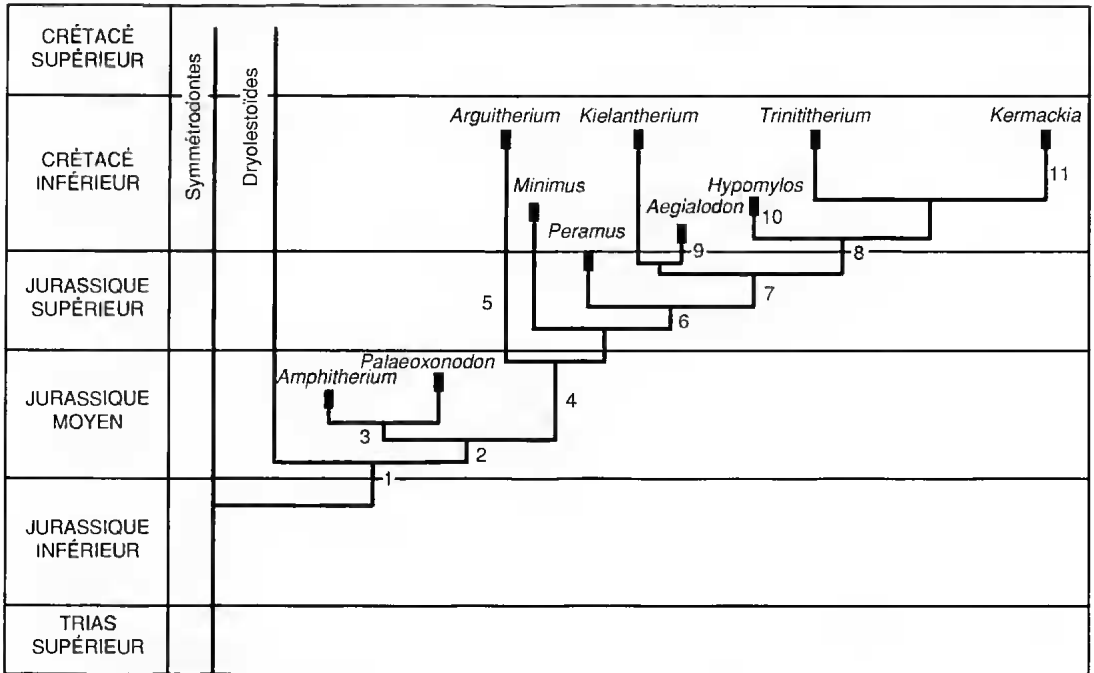 CRÉTACÉ
SUPÉRIEUR
Symmétrodontes
Dryolestoïdes
CRÉTACÉ
INFÉRIEUR
Arguitherium
Kielantherium
Trinititherium
Kermackia
Minimus
Hypomylos
Aegialodon
Peramus
11
10
9
8
JURASSIQUE
SUPÉRIEUR
5
7
6
JURASSIQUE
MOYEN
Palaeoxonodon
Amphitherium
4
3
2
1
JURASSIQUE
INFÉRIEUR
TRIAS
SUPÉRIEUR